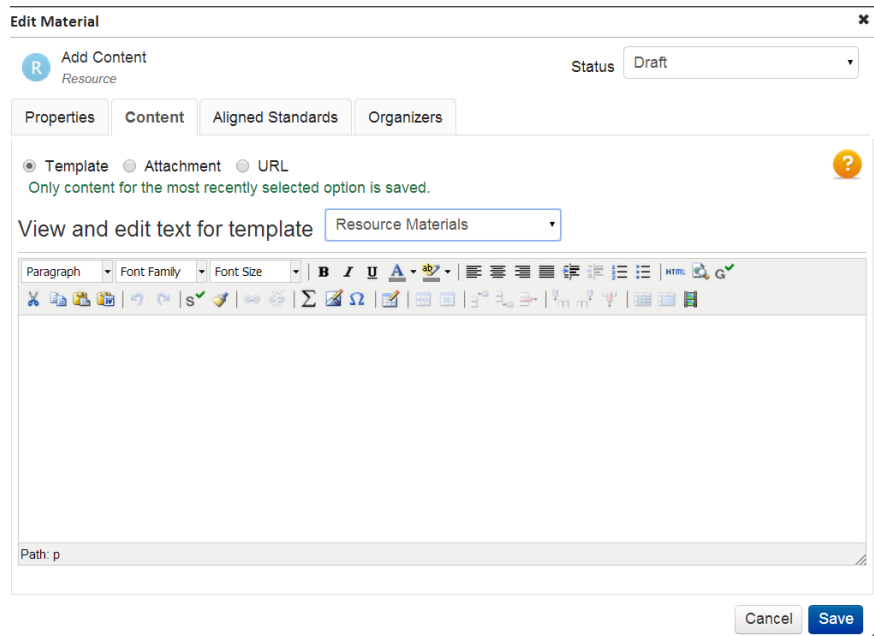 Edit Material
R
Add Content
Resource
Status
Draft
Properties
Content
Aligned Standards
Organizers
Template
Attachment
URL
Only content for the most recently selected option is saved.
View and edit text for template
Resource Materials
Paragraph
Font Family
Font Size
B I U A ab HTML G
S Σ Ω
Path: p
Cancel
Save